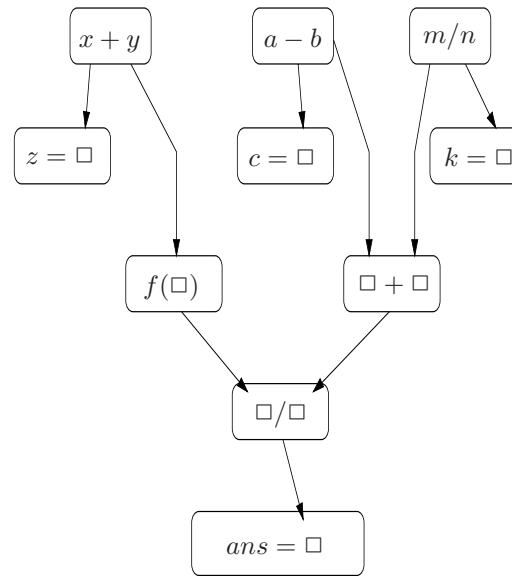 x + y
a − b
m/n
z = □
c = □
k = □
f(□)
□ + □
□/□
ans = □